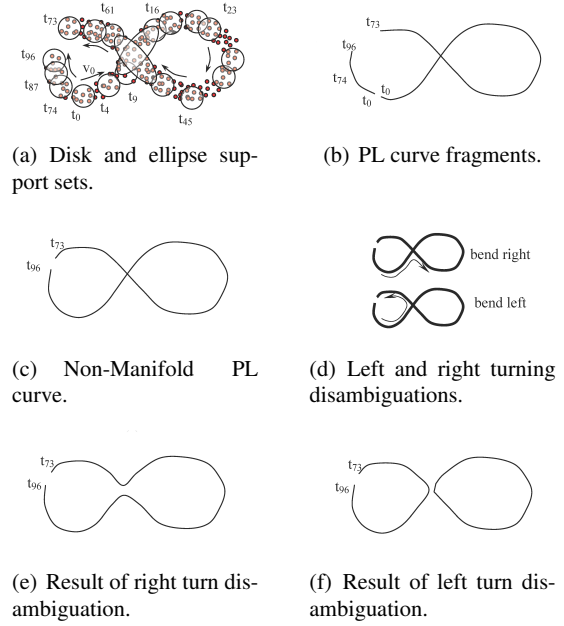 t73 t61 t16 t23
t96
v0
t87
t74 t0 t4 t9
t45
t73
t96
t74
t0 t0
(a) Disk and ellipse sup-
port sets.
(b) PL curve fragments.
t73
t96
bend right
bend left
(c) Non-Manifold PL
curve.
(d) Left and right turning
disambiguations.
t73
t96
t73
t96
(e) Result of right turn dis-
ambiguation.
(f) Result of left turn dis-
ambiguation.